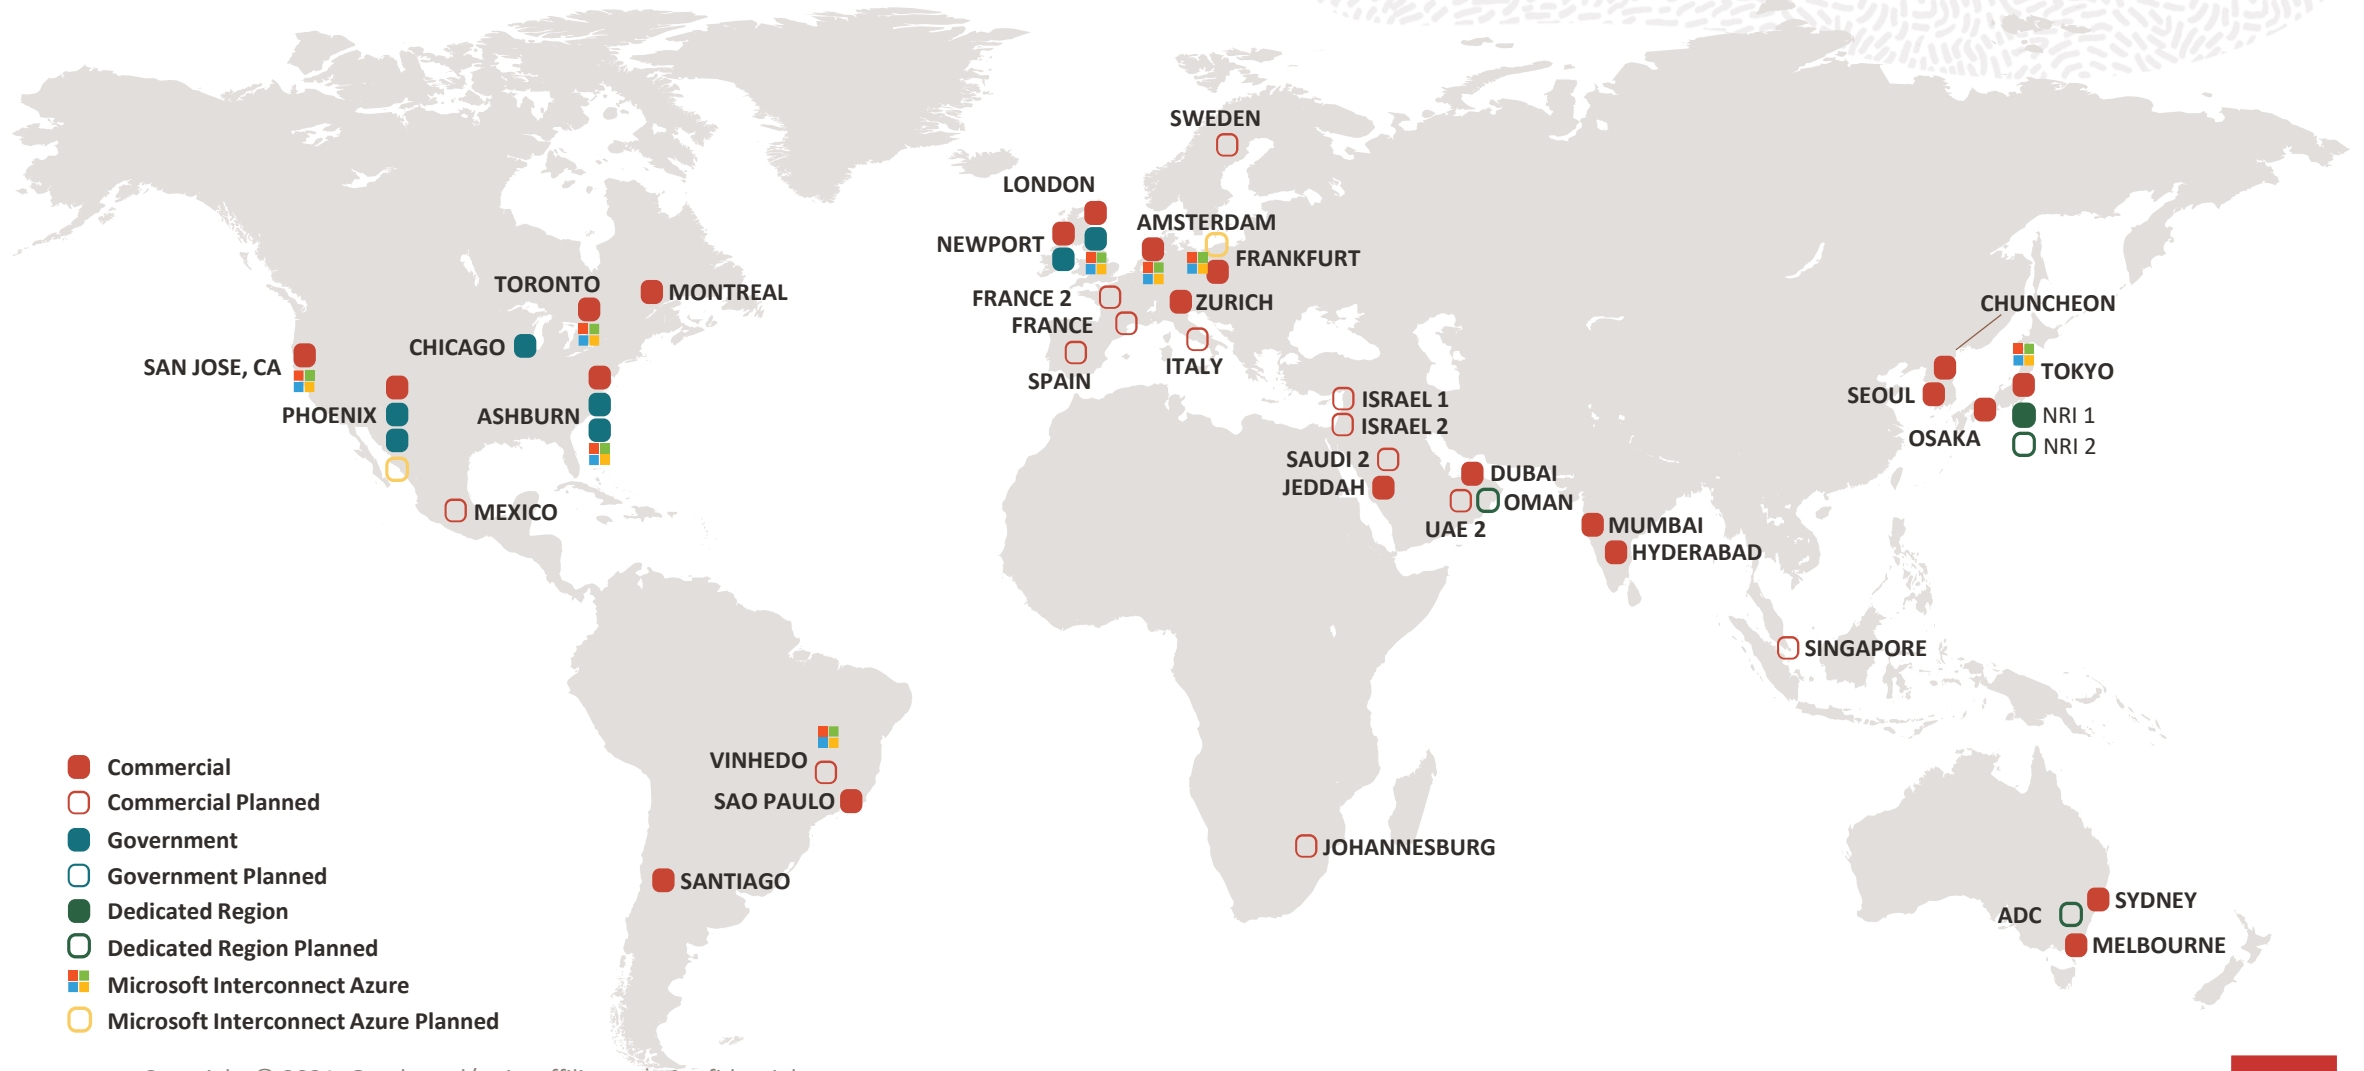 SWEDEN
LONDON
AMSTERDAM
NEWPORT
FRANKFURT
TORONTO
MONTREAL
FRANCE 2
ZURICH
CHUNCHEON
FRANCE
CHICAGO
SAN JOSE, CA
ITALY
TOKYO
SPAIN
SEOUL
ISRAEL 1
PHOENIX
ASHBURN
NRI 1
ISRAEL 2
OSAKA
NRI 2
SAUDI 2
DUBAI
JEDDAH
OMAN
MEXICO
UAE 2
MUMBAI
HYDERABAD
SINGAPORE
VINHEDO
SAO PAULO
JOHANNESBURG
SANTIAGO
SYDNEY
ADC
MELBOURNE
Commercial
Commercial Planned
Government
Government Planned
Dedicated Region
Dedicated Region Planned
Microsoft Interconnect Azure
Microsoft Interconnect Azure Planned